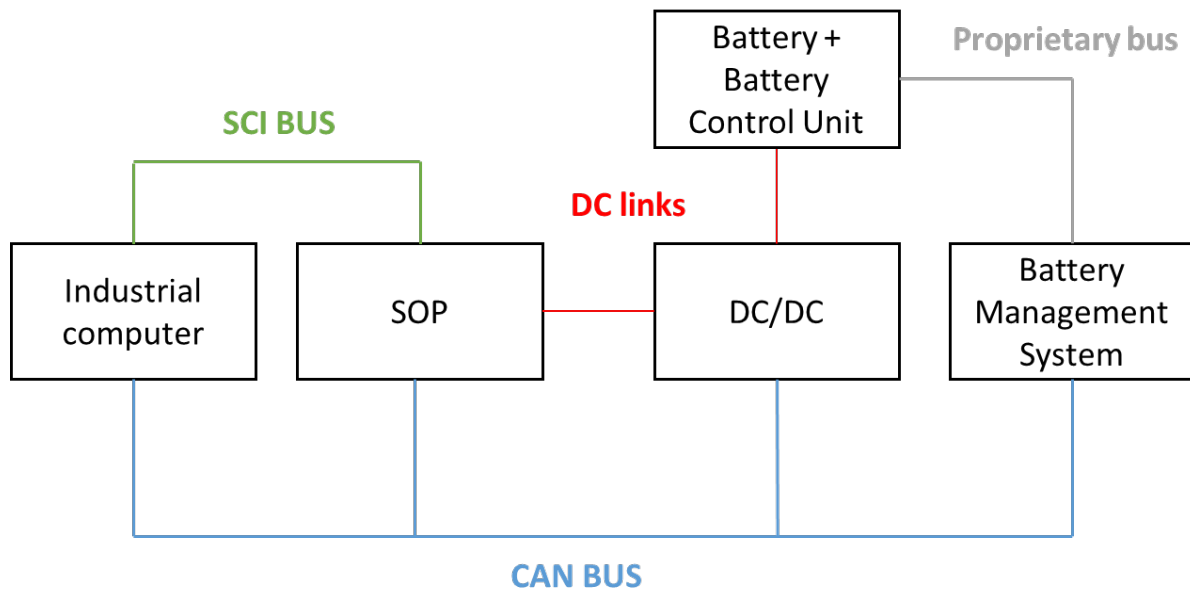 Battery +
Battery
Control Unit
Proprietary bus
SCI BUS
DC links
Industrial
computer
SOP
DC/DC
Battery
Management
System
CAN BUS